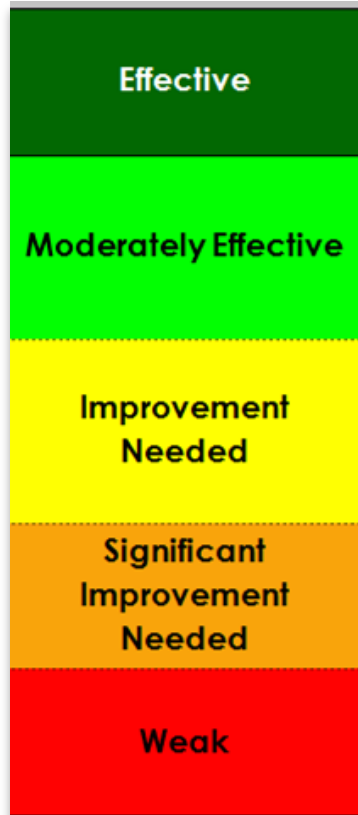 Effective
Moderately Effective
Improvement
Needed
Significant
Improvement
Needed
Weak